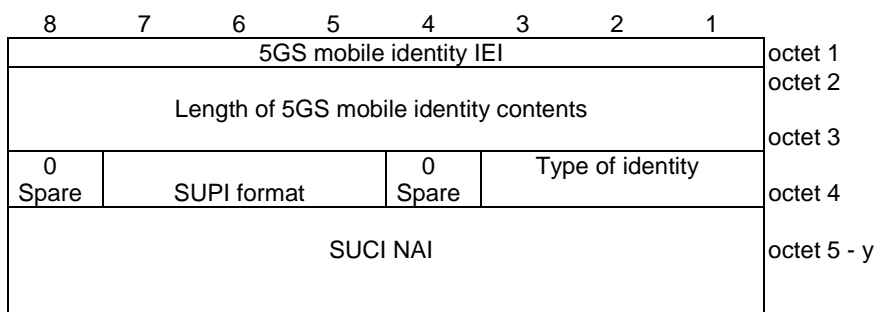 8 7 6 5 4 3 2 1
5GS mobile identity IEI octet 1
octet 2
Length of 5GS mobile identity contents
octet 3
0 0 Type of identity
Spare SUPI format Spare octet 4
SUCI NAI octet 5 - y